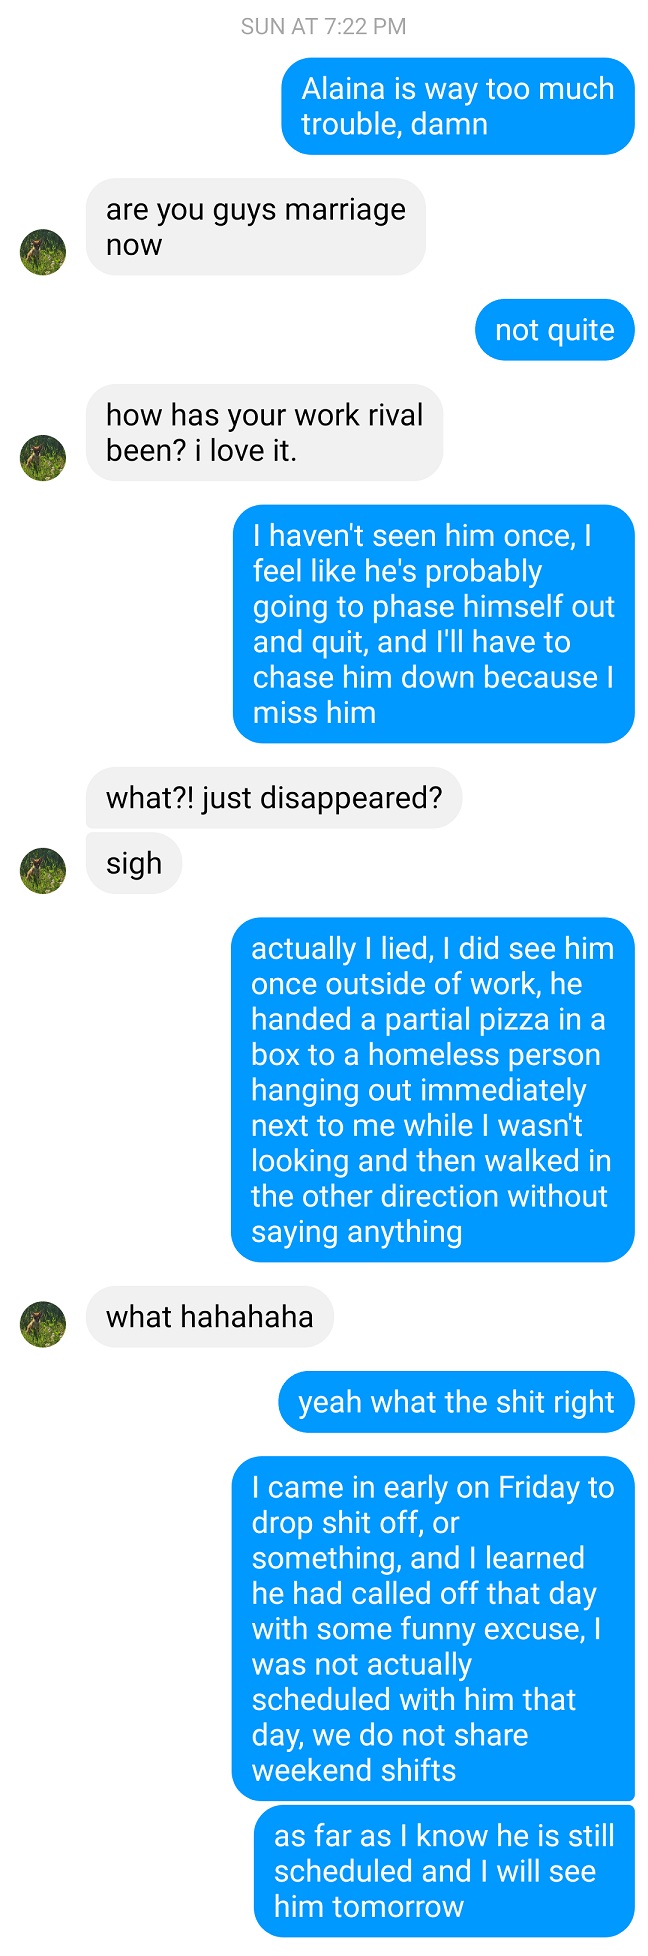 SUN AT 7:22 PM
Alaina is way too much
trouble, damn
are you guys marriage
now
not quite
how has your work rival
been? i love it.
I haven't seen him once, I
feel like he's probably
going to phase himself out
and quit, and I'll have to
chase him down because I
miss him
what?! just disappeared?
sigh
actually I lied, I did see him
once outside of work, he
handed a partial pizza in a
box to a homeless person
hanging out immediately
next to me while I wasn't
looking and then walked in
the other direction without
saying anything
what hahahaha
yeah what the shit right
I came in early on Friday to
drop shit off, or
something, and I learned
he had called off that day
with some funny excuse, I
was not actually
scheduled with him that
day, we do not share
weekend shifts
as far as I know he is still
scheduled and I will see
him tomorrow